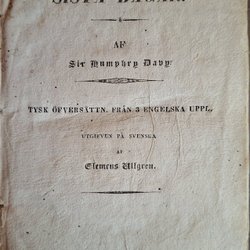 SISTA DAGAR.
AF
Sir Humphry Davy.
TYSK ÖFVERSÄTTN. FRÅN 3 ENGELSKA UPPL.
UTGIFVEN PÅ SVENSKA
AF
Clemens Ullgren.